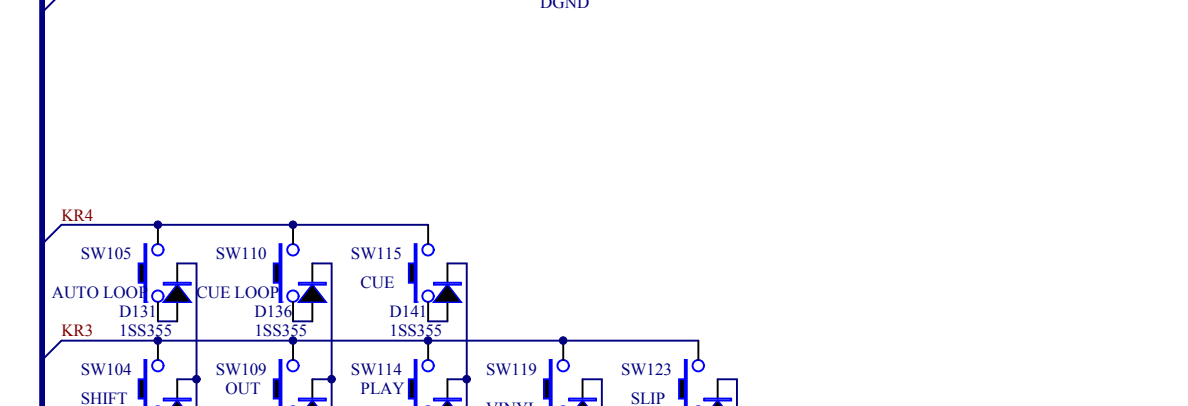 DGND
KR4
SW105 SW110 SW115
CUE
AUTO LOOP CUE LOOP
D131 D136 D141
KR3 1SS355 1SS355 1SS355
SW104 SW109 SW114 SW119 SW123
OUT PLAY
SHIFT SLIP
VINYL